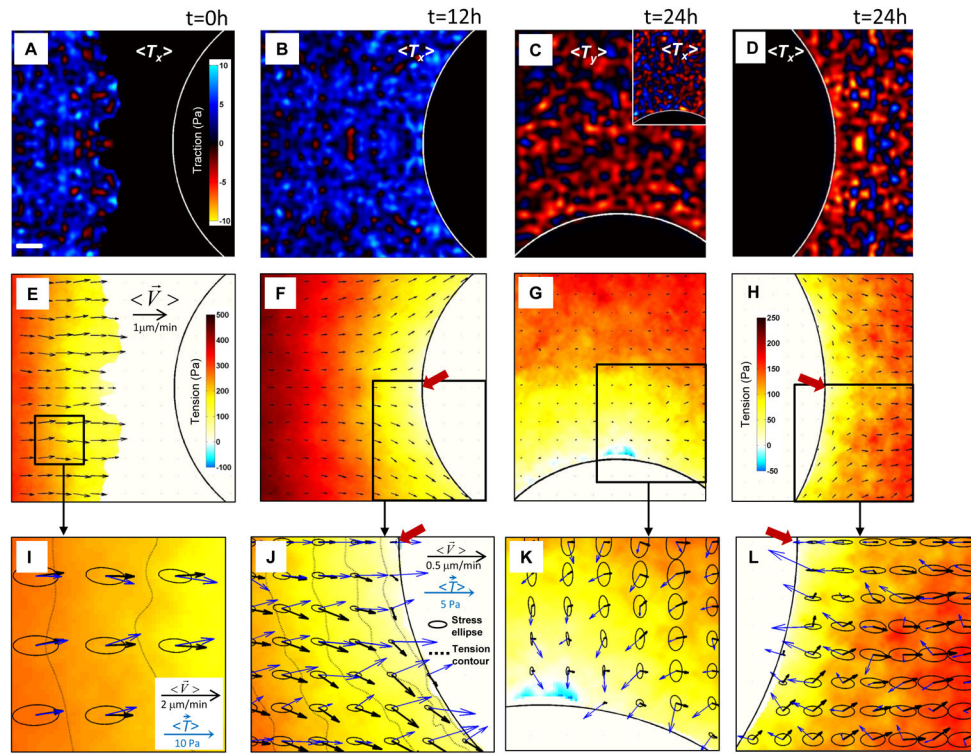 t=0h
t=12h
t=24h
t=24h
A
<Tx>
Traction (Pa)
10
5
0
-5
-10
B
<Tx>
C
<Ty>
<Tx>
D
<Tx>
E
<V>
1μm/min
Tension (Pa)
500
400
300
200
100
0
-100
F
G
H
Tension (Pa)
250
200
150
100
50
0
-50
I
<V>
2 μm/min
<T>
10 Pa
J
<V>
0.5 μm/min
<T>
5 Pa
Stress
ellipse
Tension
contour
K
L